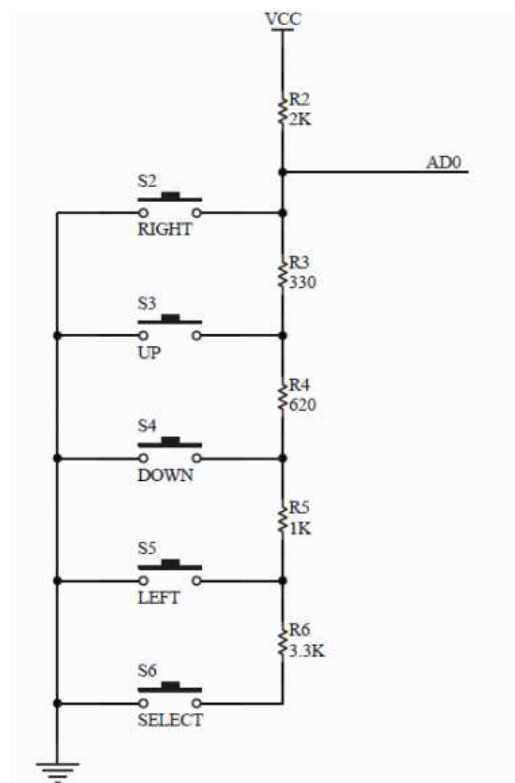 VCC
R2
2K
AD0
S2
RIGHT
R3
330
S3
UP
R4
620
S4
DOWN
R5
1K
S5
LEFT
R6
3.3K
S6
SELECT